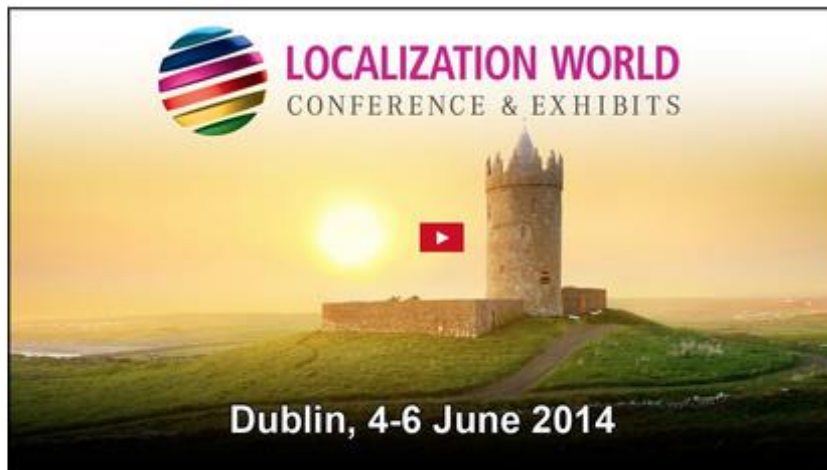 LOCALIZATION WORLD
CONFERENCE & EXHIBITS
Dublin, 4-6 June 2014